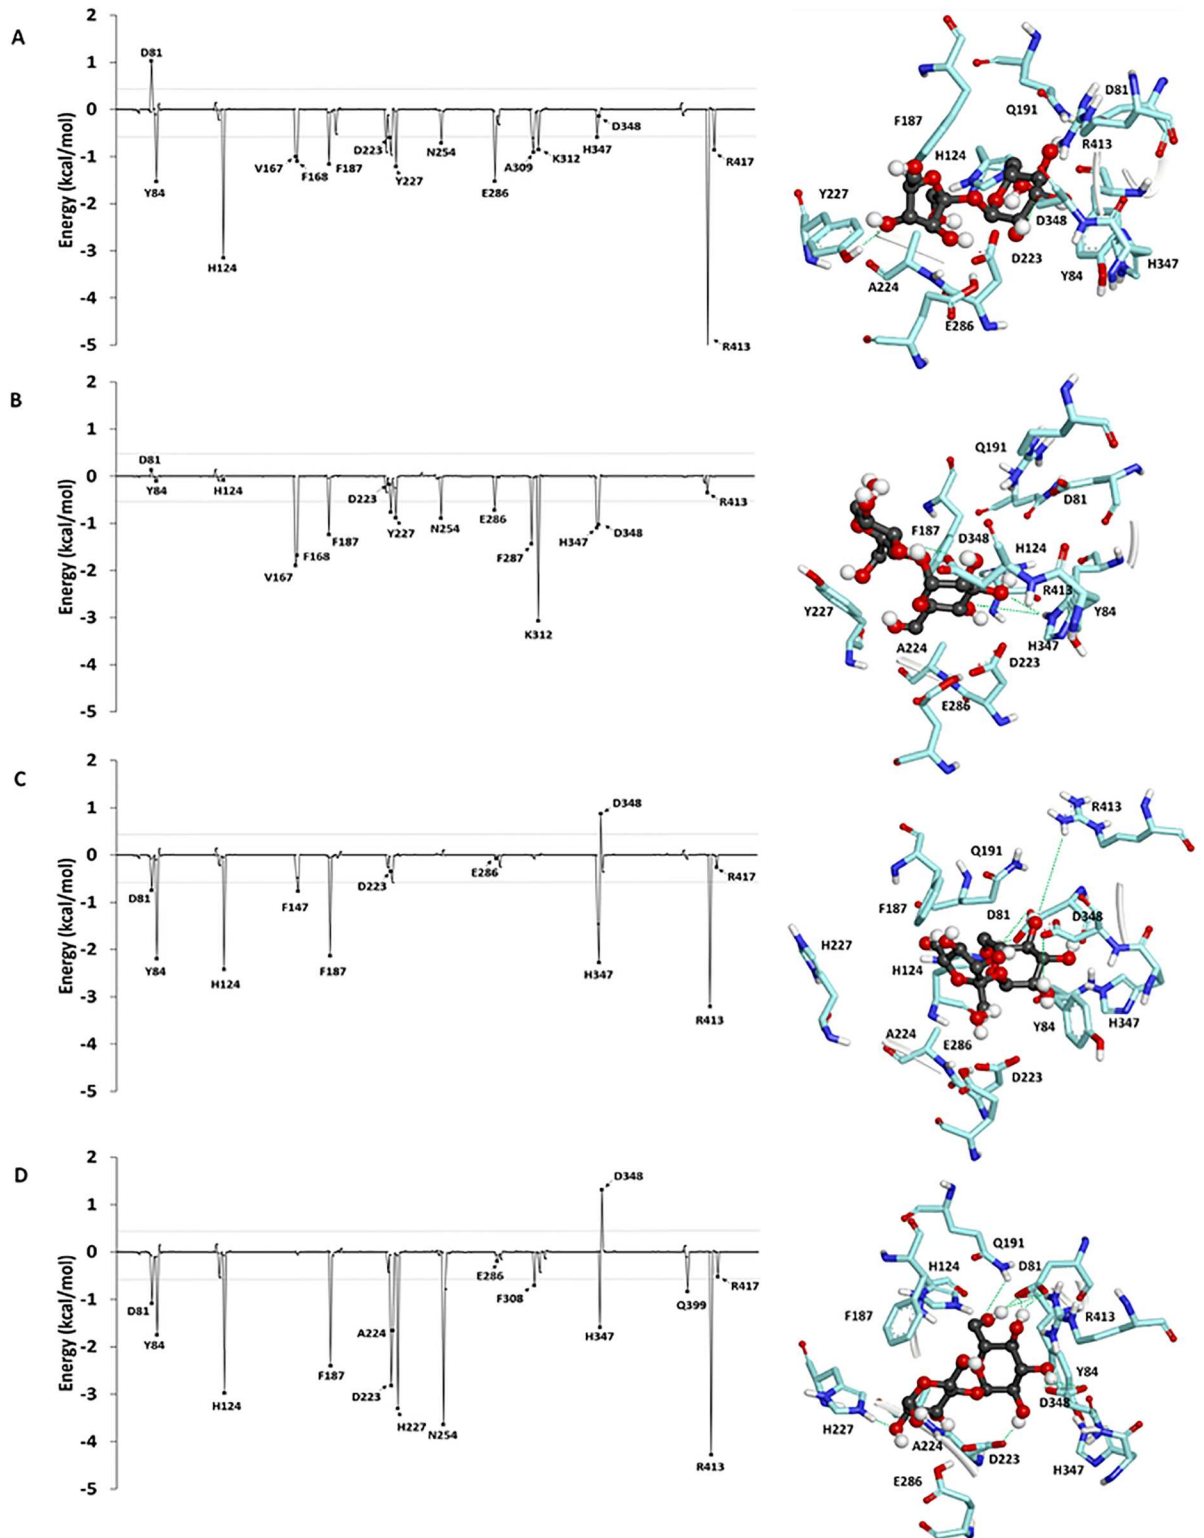 A
Energy (kcal/mol)
2
1
0
-1
-2
-3
-4
-5
D81
Y84
H124
V167
F168
F187
D223
Y227
N254
E286
A309
K312
H347
D348
R413
R417
Q191
D81
F187
R413
H124
Y227
D348
D223
H347
Y84
A224
E286
B
Energy (kcal/mol)
2
1
0
-1
-2
-3
-4
-5
D81
Y84
H124
V167
F168
F187
D223
Y227
N254
E286
F287
K312
H347
D348
R413
Q191
D81
F187
D348
H124
R413
Y227
Y84
H347
A224
D223
E286
C
Energy (kcal/mol)
2
1
0
-1
-2
-3
-4
-5
D81
Y84
H124
F147
F187
D223
E286
D348
H347
R417
R413
R413
Q191
F187
D81
D348
H227
H124
Y84
H347
A224
E286
D223
D
Energy (kcal/mol)
2
1
0
-1
-2
-3
-4
-5
D81
Y84
H124
F187
A224
D223
H227
N254
E286
F308
D348
H347
Q399
R417
R413
Q191
H124
D81
F187
R413
Y84
D348
H227
A224
D223
H347
E286